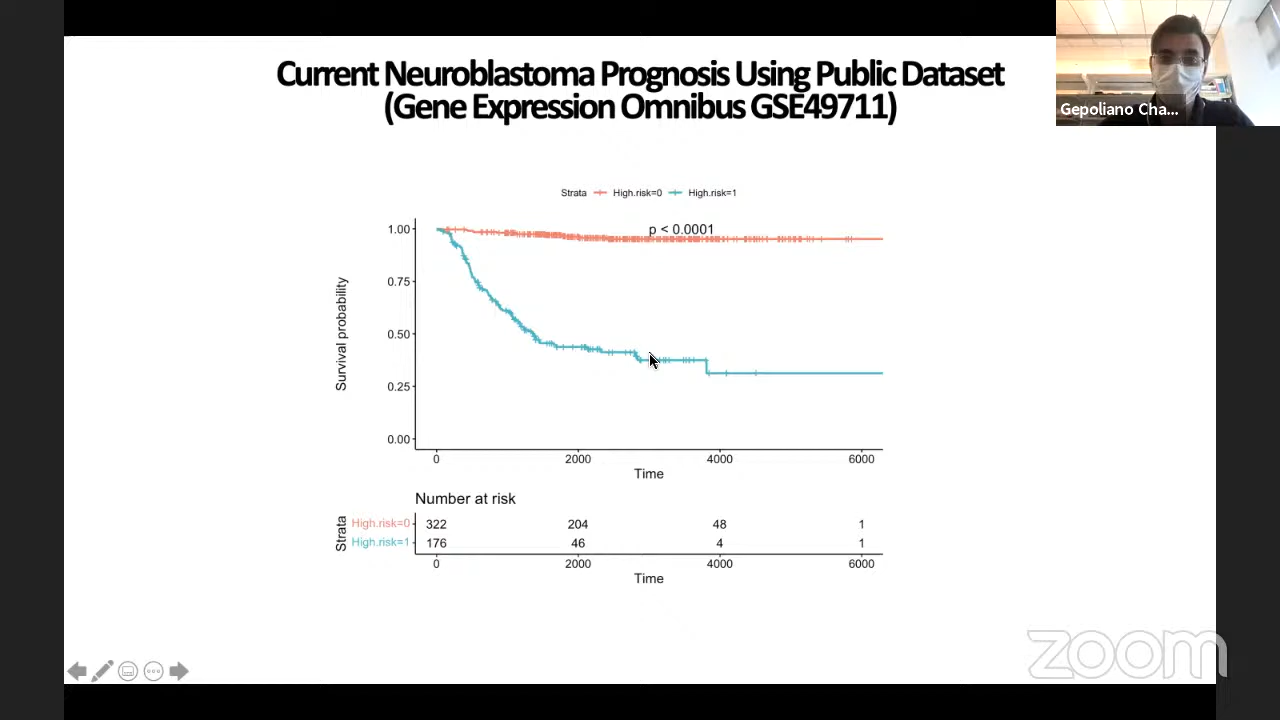 Current Neuroblastoma Prognosis Using Public Dataset
(Gene Expression Omnibus GSE49711)
Gepoliano Cha...
Strata High.risk=0 High.risk=1
p < 0.0001
1.00
0.75
0.50
0.25
0.00
Survival probability
0 2000 4000 6000
Time
Number at risk
Strata
High.risk=0 322 204 48 1
High.risk=1 176 46 4 1
0 2000 4000 6000
Time
zoom